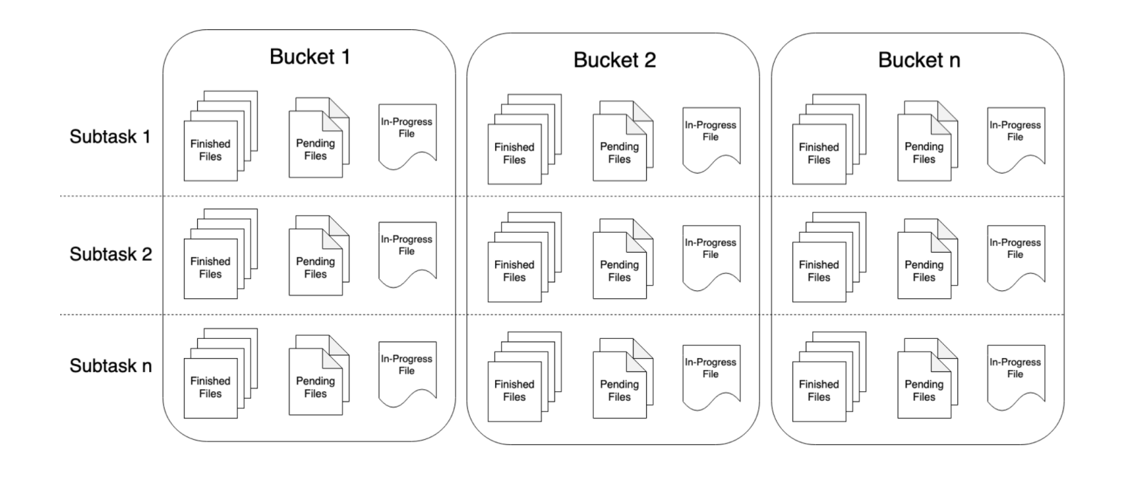 Bucket 1
Bucket 2
Bucket n
Subtask 1
Finished
Files
Pending
Files
In-Progress
File
Finished
Files
Pending
Files
In-Progress
File
Finished
Files
Pending
Files
In-Progress
File
Subtask 2
Finished
Files
Pending
Files
In-Progress
File
Finished
Files
Pending
Files
In-Progress
File
Finished
Files
Pending
Files
In-Progress
File
Subtask n
Finished
Files
Pending
Files
In-Progress
File
Finished
Files
Pending
Files
In-Progress
File
Finished
Files
Pending
Files
In-Progress
File